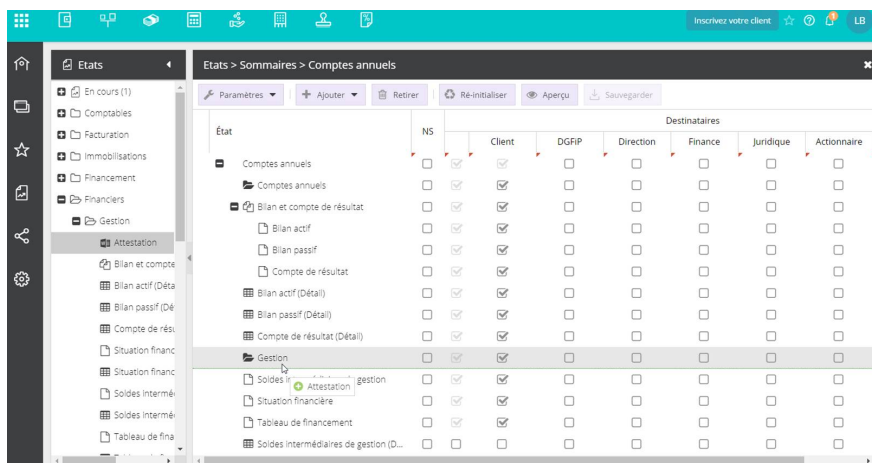 Inscrivez votre client
1
LB
Etats
Etats > Sommaires > Comptes annuels
En cours (1)
Comptables
Facturation
Immobilisations
Financement
Financiers
Gestion
Attestation
Bilan et compte
Bilan actif (Déta
Bilan passif (Dé
Compte de résu
Situation financ
Situation financ
Soldes intermé
Soldes intermé
Tableau de fina
Paramètres
Ajouter
Retirer
Ré-initialiser
Aperçu
Sauvegarder
État
NS
Destinataires
Client
DGFiP
Direction
Finance
Juridique
Actionnaire
Comptes annuels
Comptes annuels
Bilan et compte de résultat
Bilan actif
Bilan passif
Compte de résultat
Bilan actif (Détail)
Bilan passif (Détail)
Compte de résultat (Détail)
Gestion
Soldes gestion
Attestation
Situation financière
Tableau de financement
Soldes intermédiaires de gestion (D...